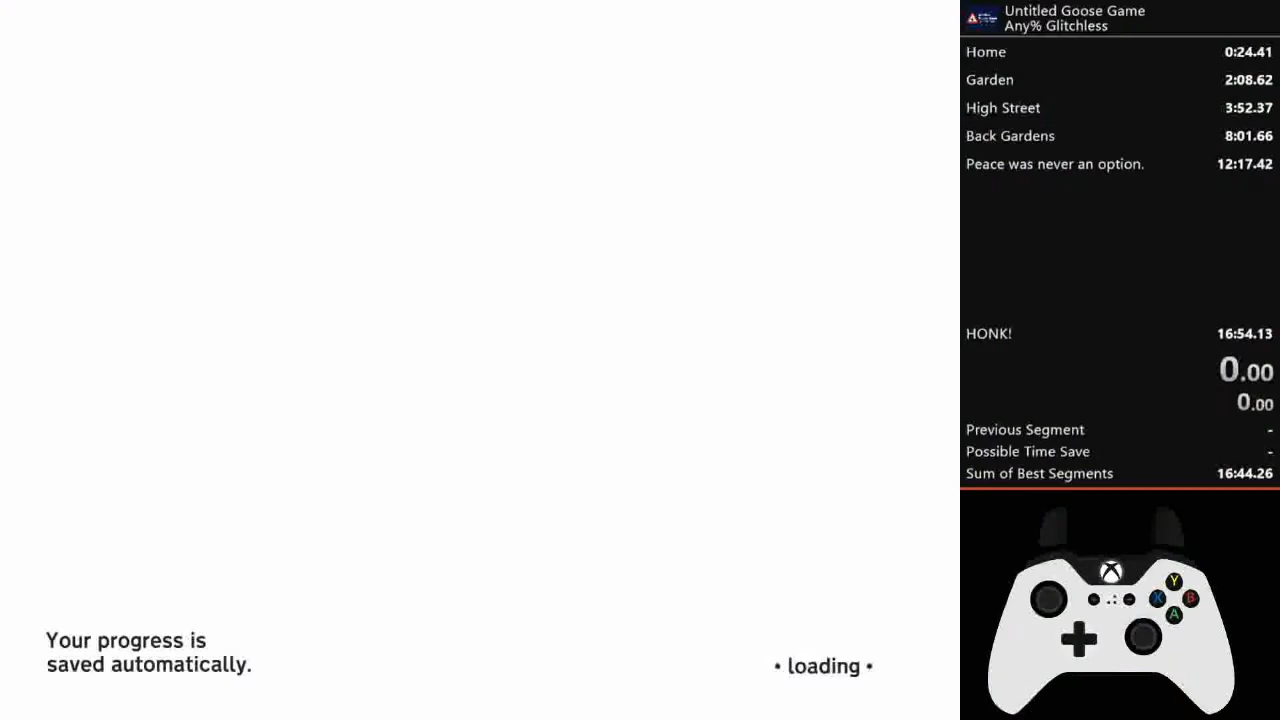 Untitled Goose Game
Any% Glitchless
Home 0:24.41
Garden 2:08.62
High Street 3:52.37
Back Gardens 8:01.66
Peace was never an option. 12:17.42
HONK! 16:54.13
0.00
0.00
Previous Segment -
Possible Time Save -
Sum of Best Segments 16:44.26
Y
X B
A
Your progress is
saved automatically.
• loading •